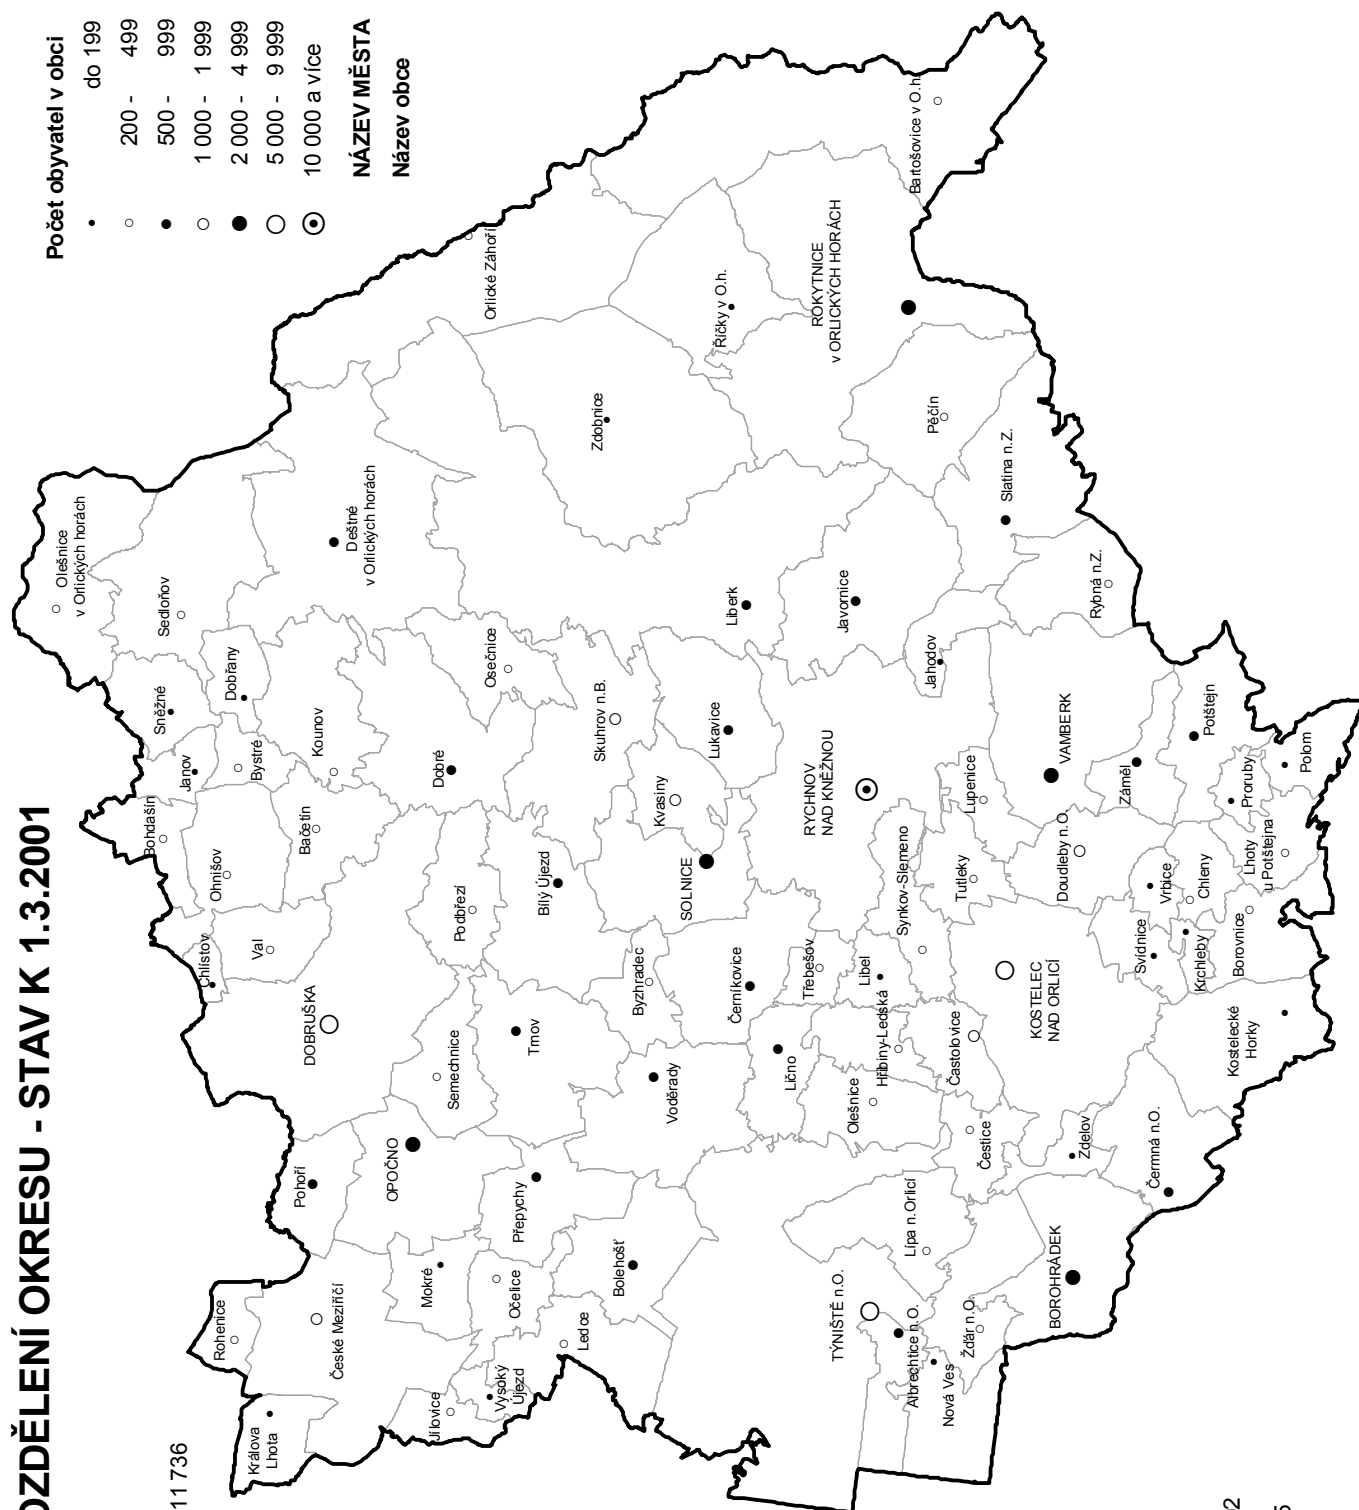 OZDĚLENÍ OKRESU - STAV K 1.3.2001
Počet obyvatel v obci
do 199
200 - 499
500 - 999
1 000 - 1 999
2 000 - 4 999
5 000 - 9 999
10 000 a více
NÁZEV MĚSTA
Název obce
11 736
Olešnice
v Orlických horách
Sedloňov
Sněžné
Dobřany
Janov
Bystré
Bohdašín
Kounov
Ohnišov
Bačetín
Chlístov
Val
DOBRUŠKA
Deštné
v Orlických horách
Orlické Záhoří
Bartošovice v O.h.
Říčky v O.h.
ROKYTNICE
v ORLICKÝCH HORÁCH
Zdobnice
Pěčín
Slatina n.Z.
Rybná n.Z.
Liberk
Javornice
Jahodov
Osečnice
Skuhrov n.B.
Dobré
Lukavice
Kvasiny
Bílý Újezd
Podbřezí
SOLNICE
RYCHNOV
NAD KNĚŽNOU
Lupenice
VAMBERK
Záměl
Potštejn
Proruby
Polom
Lhoty
u Potštejna
Doudleby n.O.
Vrbice
Chleny
Synkov-Slemeno
Tutleky
Svídnice
Krchleby
Borovnice
Kostelecké
Horky
KOSTELEC
NAD ORLICÍ
Libel
Třebešov
Černíkovice
Byzhradec
Trnov
Semechnice
Voděrady
Lično
Hřibiny-Ledská
Olešnice
Častolovice
Čestice
Zdelov
Čermná n.O.
Pohoří
OPOČNO
Přepychy
Mokré
Očelice
Bolehošť
Ledce
Rohenice
České Meziříčí
Králova
Lhota
Jílovice
Vysoký
Újezd
TÝNIŠTĚ n.O.
Lípa n.Orlicí
Albrechtice n.O.
Nová Ves
Žďár n.O.
BOROHRÁDEK